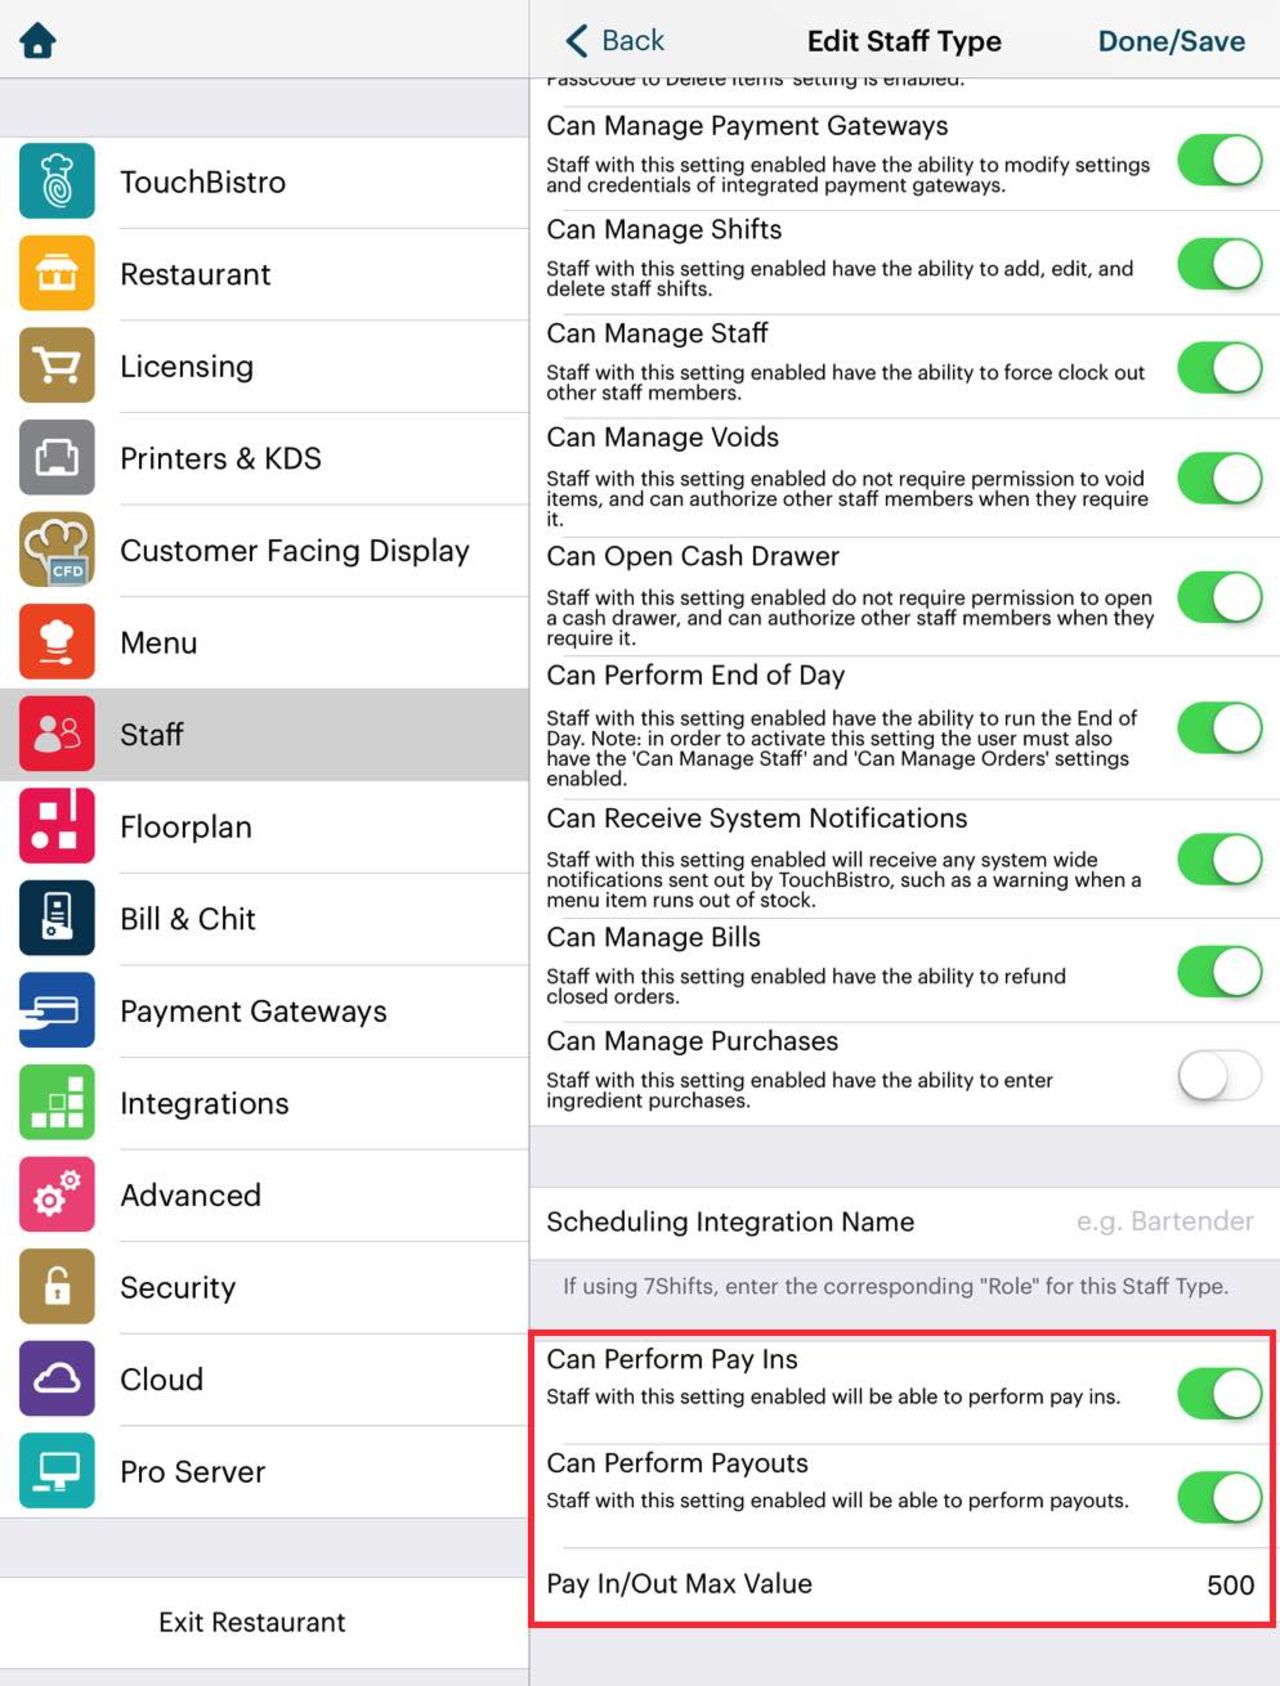 Back
Edit Staff Type
Done/Save
Passcode to Delete Items' setting is enabled.
TouchBistro
Restaurant
Licensing
Printers & KDS
Customer Facing Display
CFD
Menu
Staff
Floorplan
Bill & Chit
Payment Gateways
Integrations
Advanced
Security
Cloud
Pro Server
Exit Restaurant
Can Manage Payment Gateways
Staff with this setting enabled have the ability to modify settings
and credentials of integrated payment gateways.
Can Manage Shifts
Staff with this setting enabled have the ability to add, edit, and
delete staff shifts.
Can Manage Staff
Staff with this setting enabled have the ability to force clock out
other staff members.
Can Manage Voids
Staff with this setting enabled do not require permission to void
items, and can authorize other staff members when they require
it.
Can Open Cash Drawer
Staff with this setting enabled do not require permission to open
a cash drawer, and can authorize other staff members when they
require it.
Can Perform End of Day
Staff with this setting enabled have the ability to run the End of
Day. Note: in order to activate this setting the user must also
have the 'Can Manage Staff' and 'Can Manage Orders' settings
enabled.
Can Receive System Notifications
Staff with this setting enabled will receive any system wide
notifications sent out by TouchBistro, such as a warning when a
menu item runs out of stock.
Can Manage Bills
Staff with this setting enabled have the ability to refund
closed orders.
Can Manage Purchases
Staff with this setting enabled have the ability to enter
ingredient purchases.
Scheduling Integration Name
e.g. Bartender
If using 7Shifts, enter the corresponding "Role" for this Staff Type.
Can Perform Pay Ins
Staff with this setting enabled will be able to perform pay ins.
Can Perform Payouts
Staff with this setting enabled will be able to perform payouts.
Pay In/Out Max Value
500